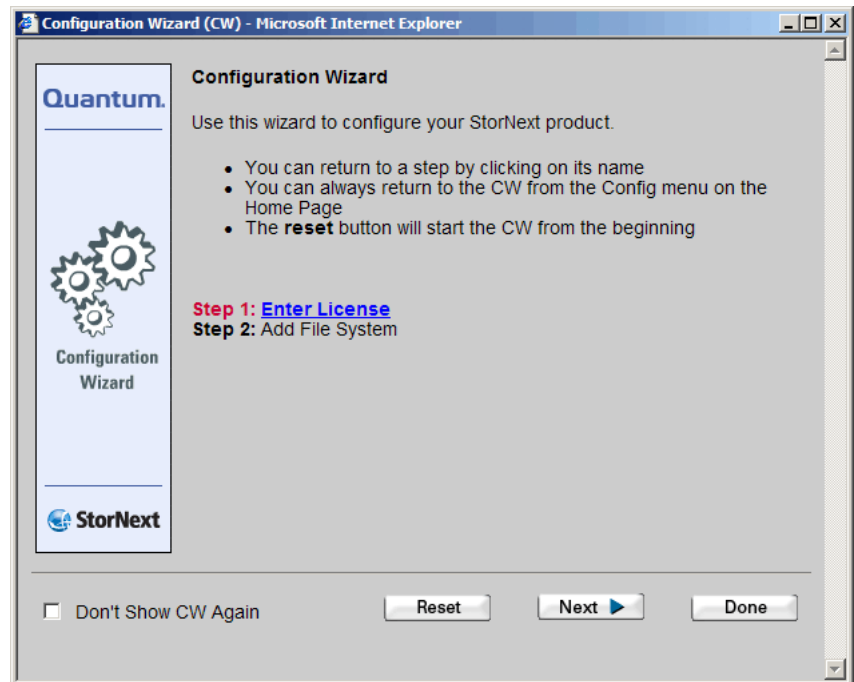 Configuration Wizard (CW) - Microsoft Internet Explorer
Quantum.
Configuration
Wizard
StorNext
Configuration Wizard
Use this wizard to configure your StorNext product.
• You can return to a step by clicking on its name
• You can always return to the CW from the Config menu on the
Home Page
• The reset button will start the CW from the beginning
Step 1: Enter License
Step 2: Add File System
Don't Show CW Again
Reset
Next
Done